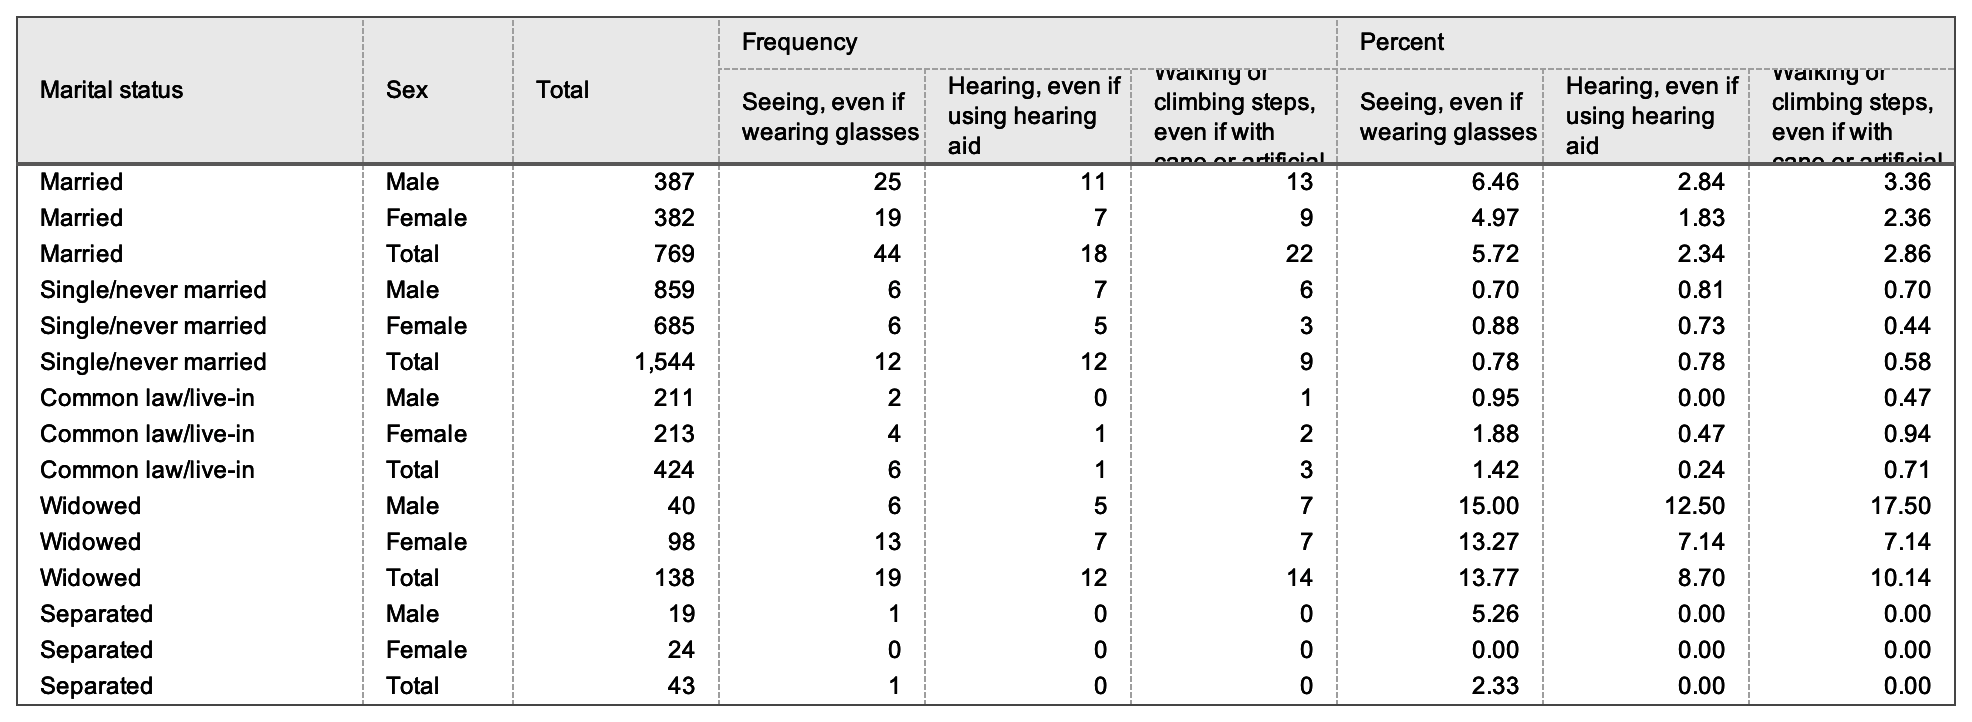 Frequency Percent
Marital status Sex Total
Seeing, even if wearing glasses
Hearing, even if using hearing aid
Walking or climbing steps, even if with cane or artificial
Seeing, even if wearing glasses
Hearing, even if using hearing aid
Walking or climbing steps, even if with cane or artificial
Married Male 387 25 11 13 6.46 2.84 3.36
Married Female 382 19 7 9 4.97 1.83 2.36
Married Total 769 44 18 22 5.72 2.34 2.86
Single/never married Male 859 6 7 6 0.70 0.81 0.70
Single/never married Female 685 6 5 3 0.88 0.73 0.44
Single/never married Total 1,544 12 12 9 0.78 0.78 0.58
Common law/live-in Male 211 2 0 1 0.95 0.00 0.47
Common law/live-in Female 213 4 1 2 1.88 0.47 0.94
Common law/live-in Total 424 6 1 3 1.42 0.24 0.71
Widowed Male 40 6 5 7 15.00 12.50 17.50
Widowed Female 98 13 7 7 13.27 7.14 7.14
Widowed Total 138 19 12 14 13.77 8.70 10.14
Separated Male 19 1 0 0 5.26 0.00 0.00
Separated Female 24 0 0 0 0.00 0.00 0.00
Separated Total 43 1 0 0 2.33 0.00 0.00